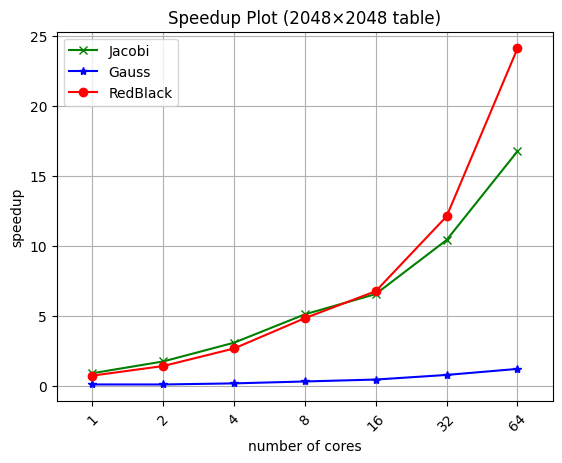 Speedup Plot (2048×2048 table)
Jacobi
Gauss
RedBlack
speedup
25
20
15
10
5
0
1 2 4 8 16 32 64
number of cores